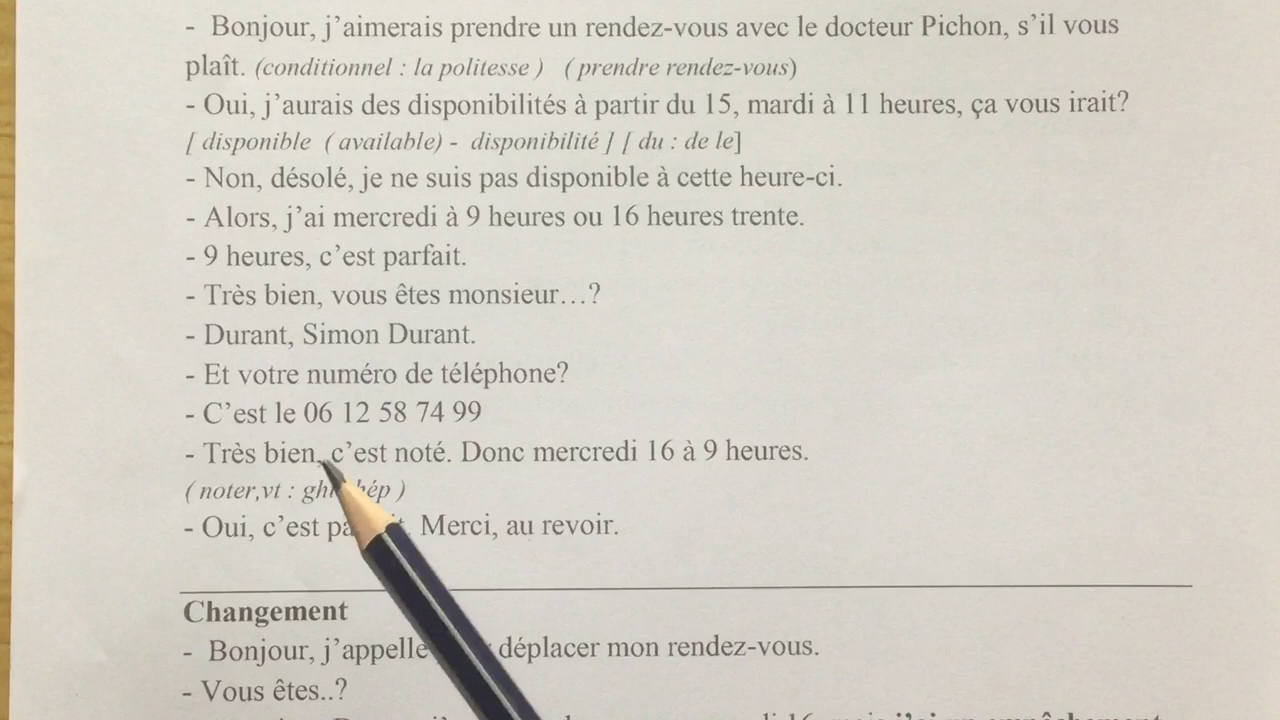 - Bonjour, j’aimerais prendre un rendez-vous avec le docteur Pichon, s’il vous
plaît. (conditionnel : la politesse ) ( prendre rendez-vous)
- Oui, j’aurais des disponibilités à partir du 15, mardi à 11 heures, ça vous irait?
[ disponible ( available) - disponibilité ] [ du : de le]
- Non, désolé, je ne suis pas disponible à cette heure-ci.
- Alors, j’ai mercredi à 9 heures ou 16 heures trente.
- 9 heures, c’est parfait.
- Très bien, vous êtes monsieur…?
- Durant, Simon Durant.
- Et votre numéro de téléphone?
- C’est le 06 12 58 74 99
- Très bien, c’est noté. Donc mercredi 16 à 9 heures.
( noter,vt : )
- Oui, c’est Merci, au revoir.
Changement
- Bonjour, j’appelle déplacer mon rendez-vous.
- Vous êtes..?